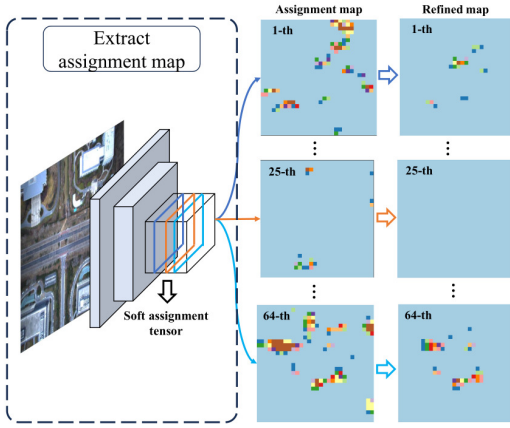 Extract
assignment map
Soft assignment
tensor
Assignment map
Refined map
1-th
1-th
25-th
25-th
64-th
64-th